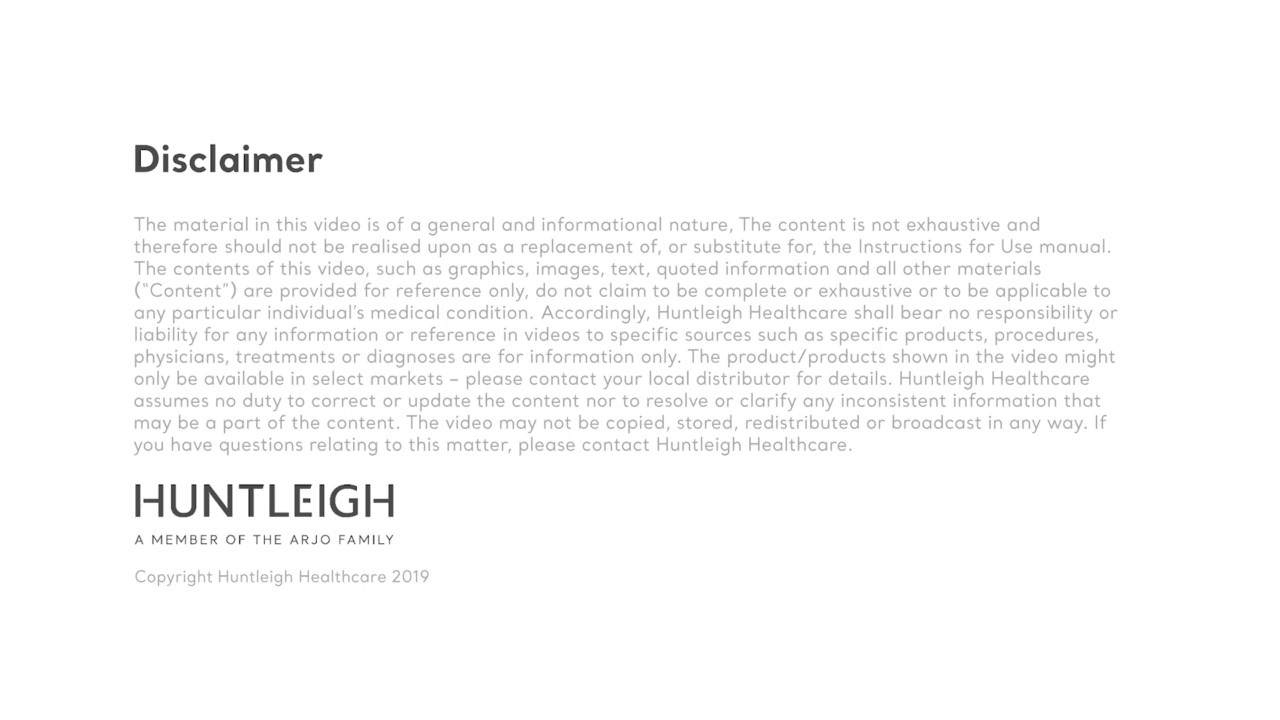 Disclaimer
The material in this video is of a general and informational nature, The content is not exhaustive and
therefore should not be realised upon as a replacement of, or substitute for, the Instructions for Use manual.
The contents of this video, such as graphics, images, text, quoted information and all other materials
(“Content”) are provided for reference only, do not claim to be complete or exhaustive or to be applicable to
any particular individual’s medical condition. Accordingly, Huntleigh Healthcare shall bear no responsibility or
liability for any information or reference in videos to specific sources such as specific products, procedures,
physicians, treatments or diagnoses are for information only. The product/products shown in the video might
only be available in select markets – please contact your local distributor for details. Huntleigh Healthcare
assumes no duty to correct or update the content nor to resolve or clarify any inconsistent information that
may be a part of the content. The video may not be copied, stored, redistributed or broadcast in any way. If
you have questions relating to this matter, please contact Huntleigh Healthcare.
HUNTLEIGH
A MEMBER OF THE ARJO FAMILY
Copyright Huntleigh Healthcare 2019